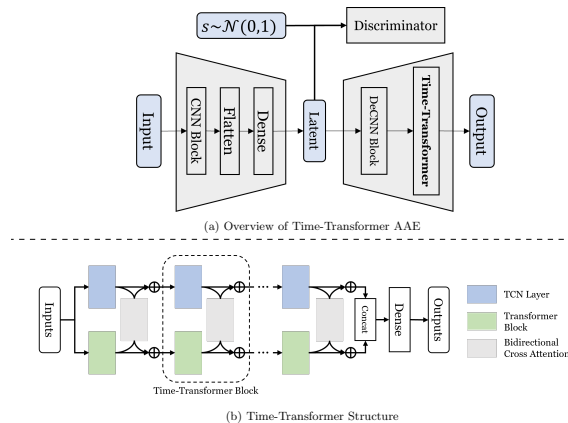 s~𝒩(0,1)
Discriminator
Input
CNN Block
Flatten
Dense
Latent
DeCNN Block
Time-Transformer
Output
(a) Overview of Time-Transformer AAE
Inputs
Concat
Dense
Outputs
TCN Layer
Transformer
Block
Bidirectional
Cross Attention
Time-Transformer Block
(b) Time-Transformer Structure